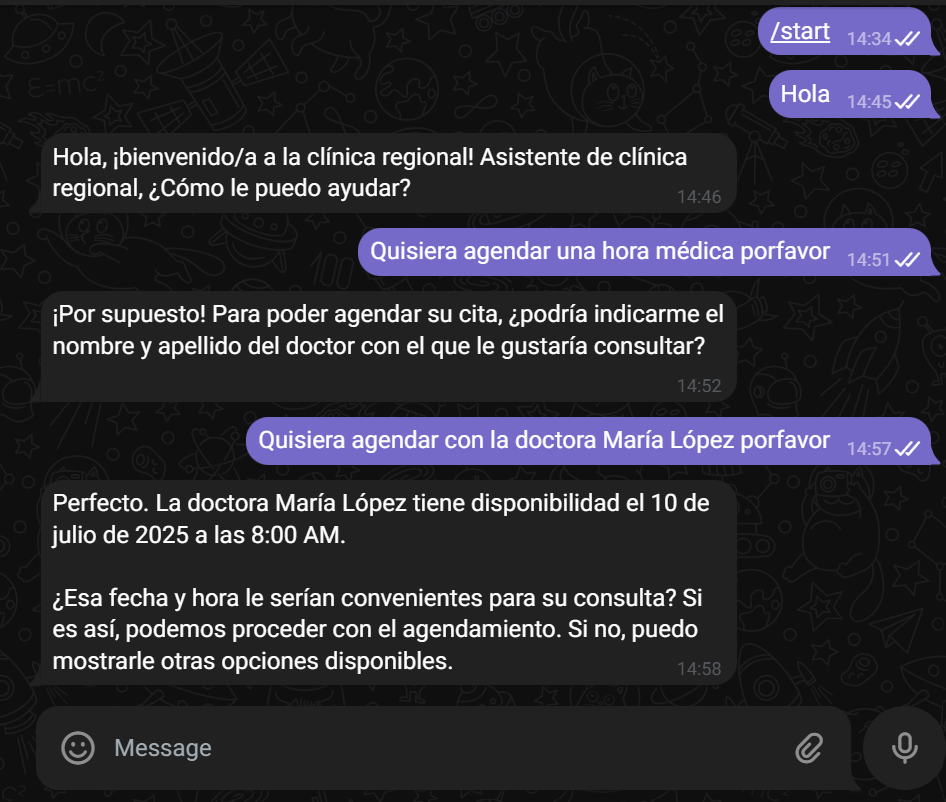 /start 14:34
Hola 14:45
Hola, ¡bienvenido/a a la clínica regional! Asistente de clínica
regional, ¿Cómo le puedo ayudar?
14:46
Quisiera agendar una hora médica porfavor 14:51
¡Por supuesto! Para poder agendar su cita, ¿podría indicarme el
nombre y apellido del doctor con el que le gustaría consultar?
14:52
Quisiera agendar con la doctora María López porfavor 14:57
Perfecto. La doctora María López tiene disponibilidad el 10 de
julio de 2025 a las 8:00 AM.
¿Esa fecha y hora le serían convenientes para su consulta? Si
es así, podemos proceder con el agendamiento. Si no, puedo
mostrarle otras opciones disponibles.
14:58
Message